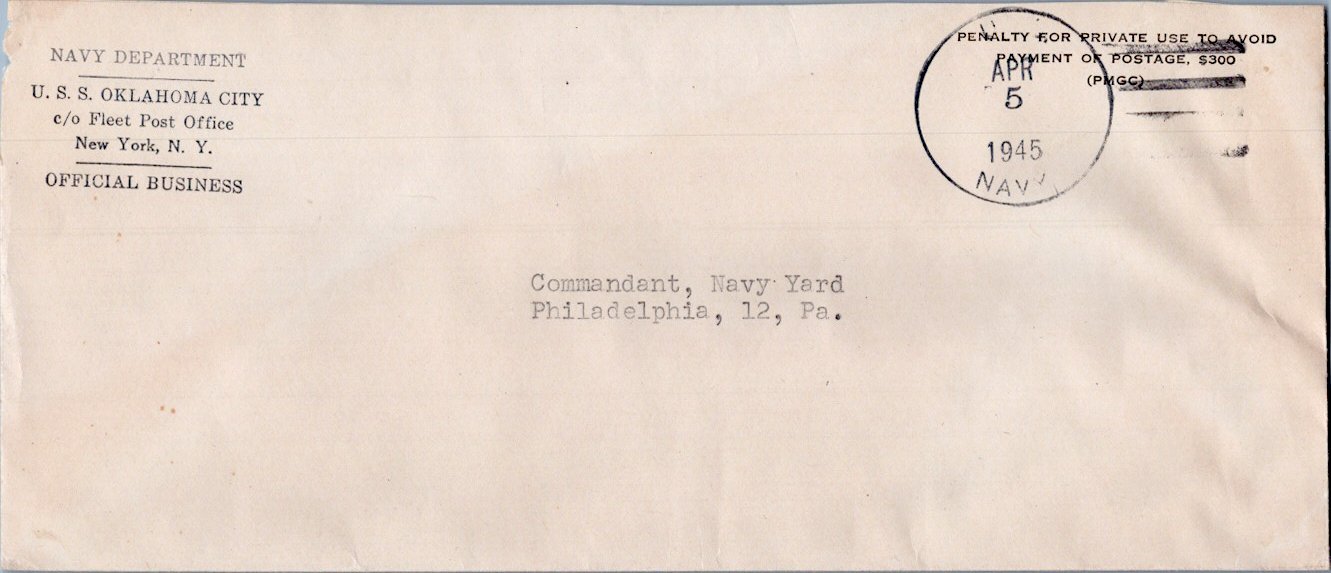 NAVY DEPARTMENT
U. S. S. OKLAHOMA CITY
c/o Fleet Post Office
New York, N. Y.
OFFICIAL BUSINESS
PENALTY FOR PRIVATE USE TO AVOID
PAYMENT OF POSTAGE, $300
(PMGC)
APR
5
1945
NAVY
Commandant, Navy Yard
Philadelphia, 12, Pa.